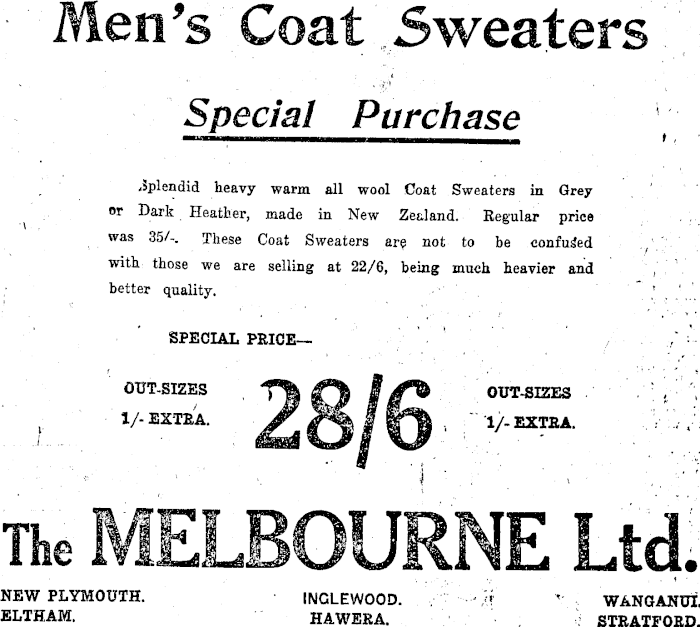 Men's Coat Sweaters
Special Purchase
Splendid heavy warm all wool Coat Sweaters in Grey
or Dark Heather, made in New Zealand. Regular price
was 35/-. These Coat Sweaters are not to be confused
with those we are selling at 22/6, being much heavier and
better quality.
SPECIAL PRICE—
OUT-SIZES
1/- EXTRA.
28/6
OUT-SIZES
1/- EXTRA.
The MELBOURNE Ltd.
NEW PLYMOUTH. INGLEWOOD. WANGANUI.
ELTHAM. HAWERA. STRATFORD.